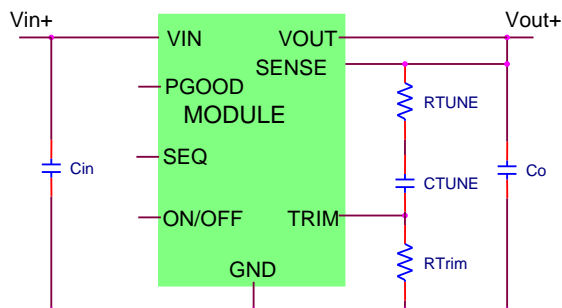 Vin+
Vout+
VIN
VOUT
SENSE
PGOOD
MODULE
RTUNE
SEQ
Cin
CTUNE
Co
ON/OFF
TRIM
GND
RTrim